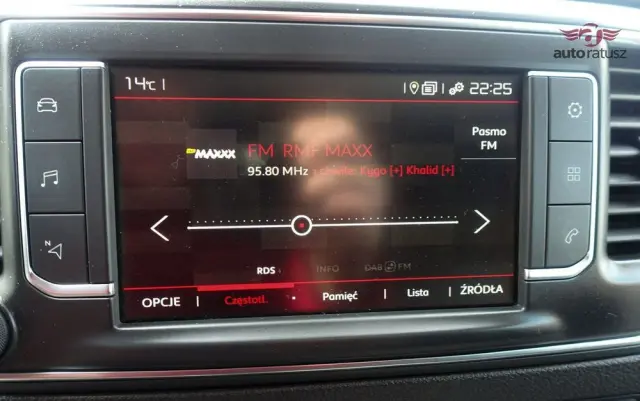 autoratusz
14°C
22:25
Pasmo
FM
MAXXX
FM RMF MAXX
95.80 MHz
Kygo [+] Khalid [+]
N
RDS
INFO
DAB FM
OPCJE
Częstotl.
Pamięć
Lista
ŹRÓDŁA